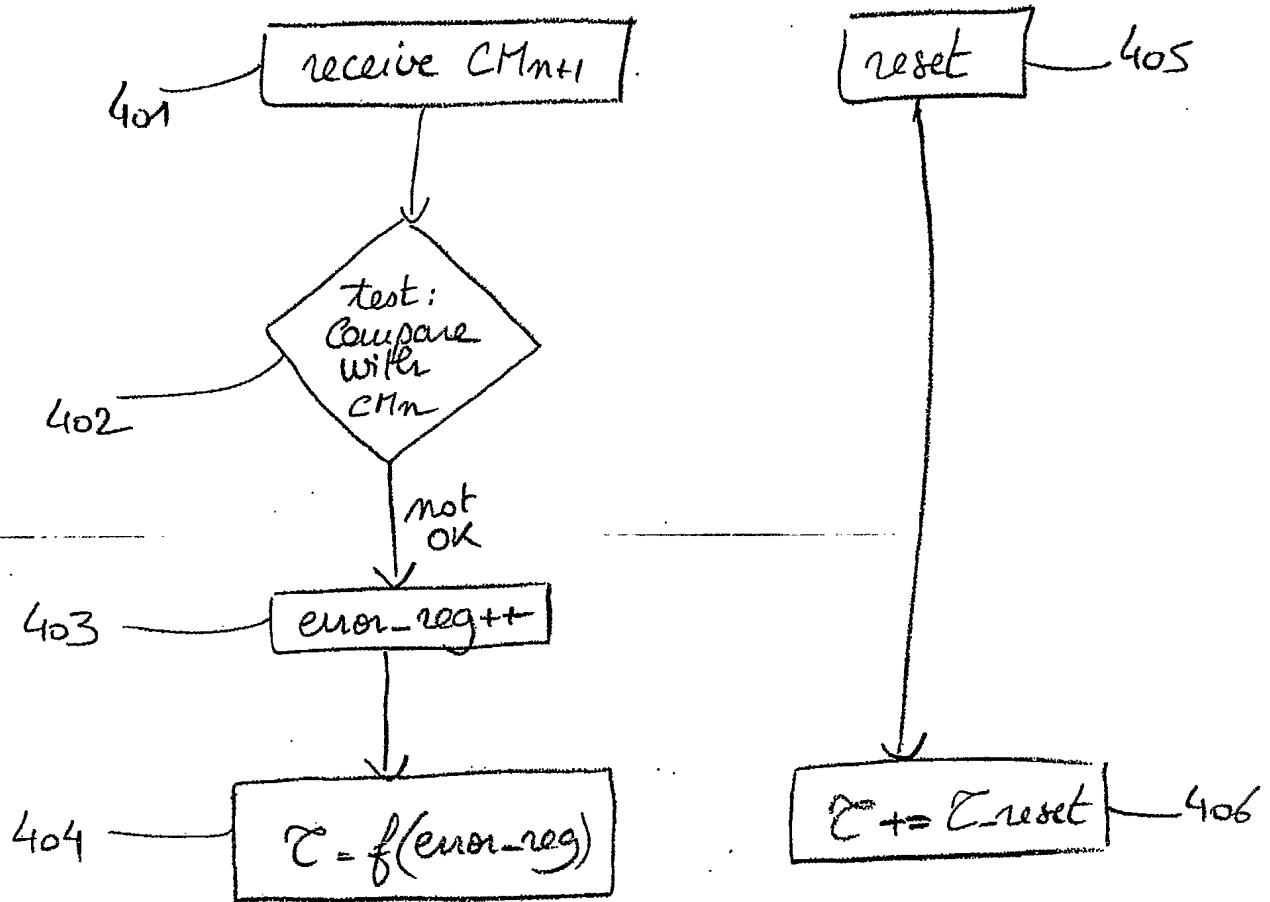 receive CMn+1
401
test:
Compare
with
CMn
402
not
OK
error_reg++
403
τ = f(error_reg)
404
reset
405
τ += τ_reset
406